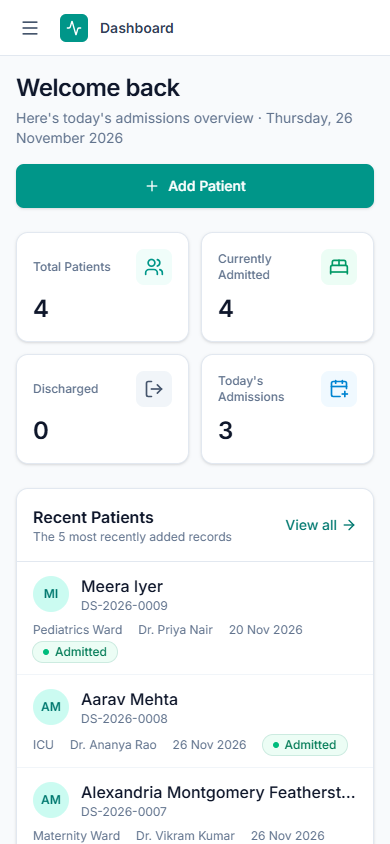 Dashboard
Welcome back
Here's today's admissions overview · Thursday, 26
November 2026
Add Patient
Total Patients
4
Currently
Admitted
4
Discharged
0
Today's
Admissions
3
Recent Patients
View all
The 5 most recently added records
MI
Meera Iyer
DS-2026-0009
Pediatrics Ward Dr. Priya Nair 20 Nov 2026
Admitted
AM
Aarav Mehta
DS-2026-0008
ICU Dr. Ananya Rao 26 Nov 2026 Admitted
AM
Alexandria Montgomery Featherst...
DS-2026-0007
Maternity Ward Dr. Vikram Kumar 26 Nov 2026